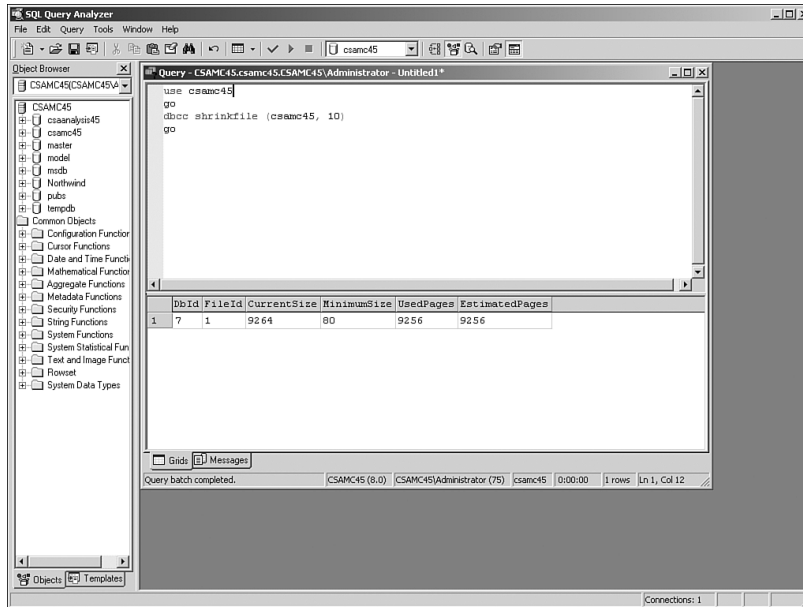 SQL Query Analyzer
File Edit Query Tools Window Help
csamc45
Object Browser
CSAMC45(CSAMC45\A
CSAMC45
csaanalysis45
csamc45
master
model
msdb
Northwind
pubs
tempdb
Common Objects
Configuration Function
Cursor Functions
Date and Time Functi
Mathematical Function
Aggregate Functions
Metadata Functions
Security Functions
String Functions
System Functions
System Statistical Fun
Text and Image Funct
Rowset
System Data Types
Objects Templates
Query - CSAMC45.csamc45.CSAMC45\Administrator - Untitled1*
use csamc45
go
dbcc shrinkfile (csamc45, 10)
go
DbId FileId CurrentSize MinimumSize UsedPages EstimatedPages
1 7 1 9264 80 9256 9256
Grids Messages
Query batch completed. CSAMC45 (8.0) CSAMC45\Administrator (75) csamc45 0:00:00 1 rows Ln 1, Col 12
Connections: 1